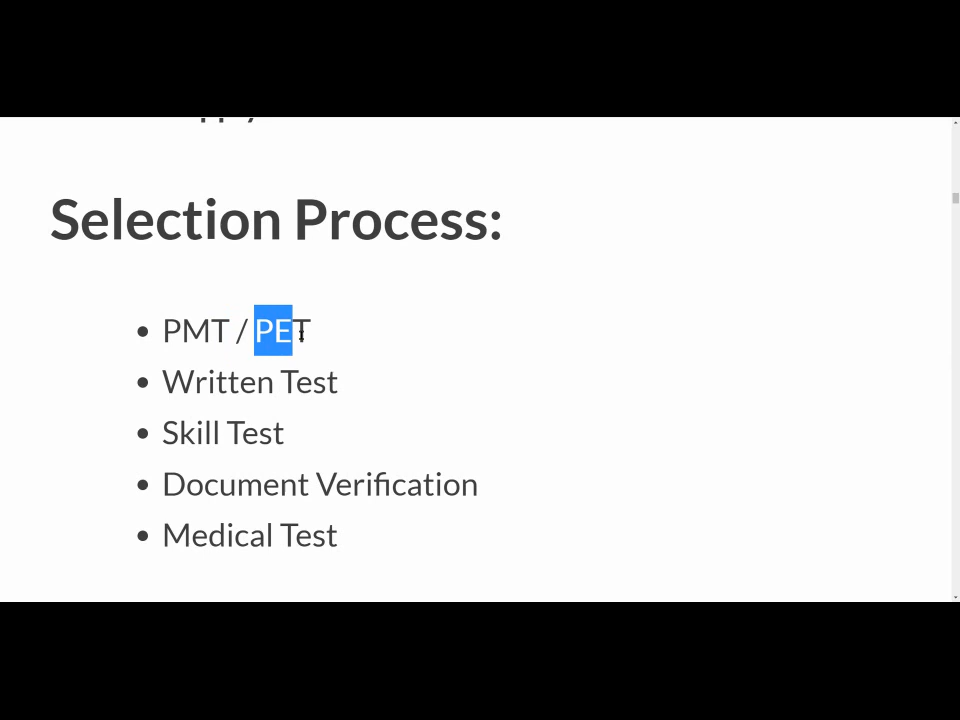 Selection Process:
• PMT / PET
• Written Test
• Skill Test
• Document Verification
• Medical Test